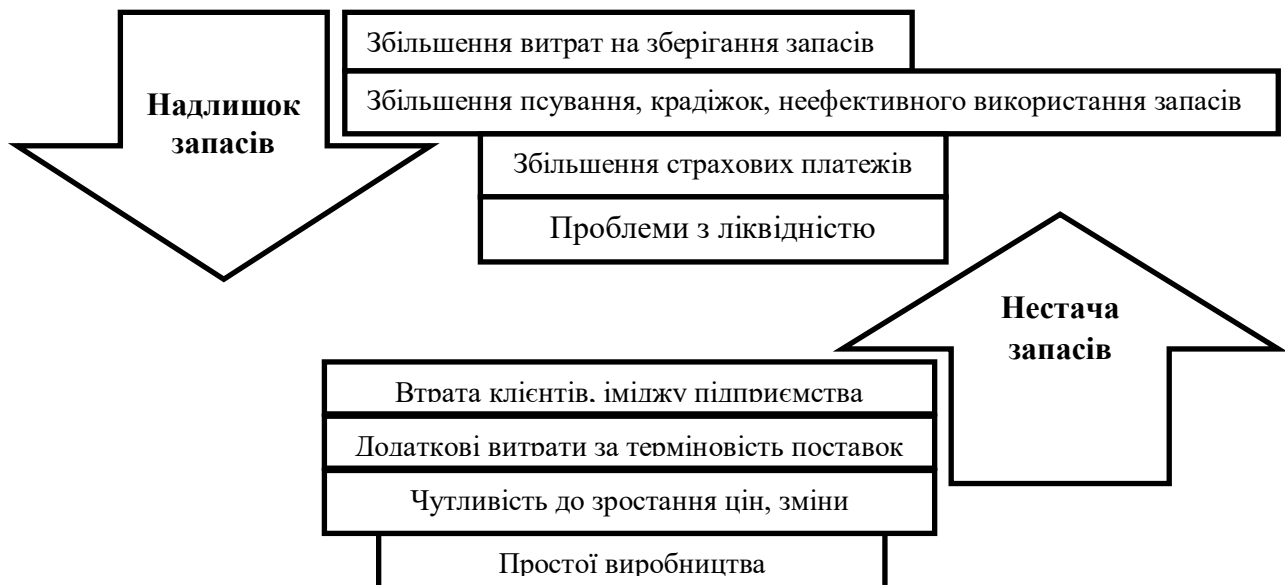 Збільшення витрат на зберігання запасів
Надлишок
запасів
Збільшення псування, крадіжок, неефективного використання запасів
Збільшення страхових платежів
Проблеми з ліквідністю
Нестача
запасів
Втрата клієнтів, іміджу підприємства
Додаткові витрати за терміновість поставок
Чутливість до зростання цін, зміни
Простої виробництва